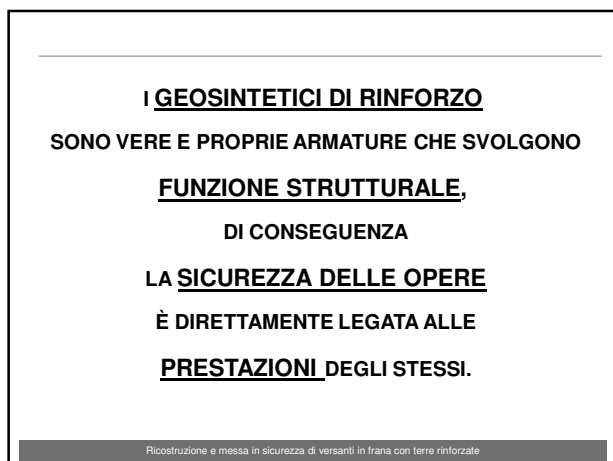 I GEOSINTETICI DI RINFORZO
SONO VERE E PROPRIE ARMATURE CHE SVOLGONO
FUNZIONE STRUTTURALE,
DI CONSEGUENZA
LA SICUREZZA DELLE OPERE
È DIRETTAMENTE LEGATA ALLE
PRESTAZIONI DEGLI STESSI.
Ricostruzione e messa in sicurezza di versanti in frana con terre rinforzate